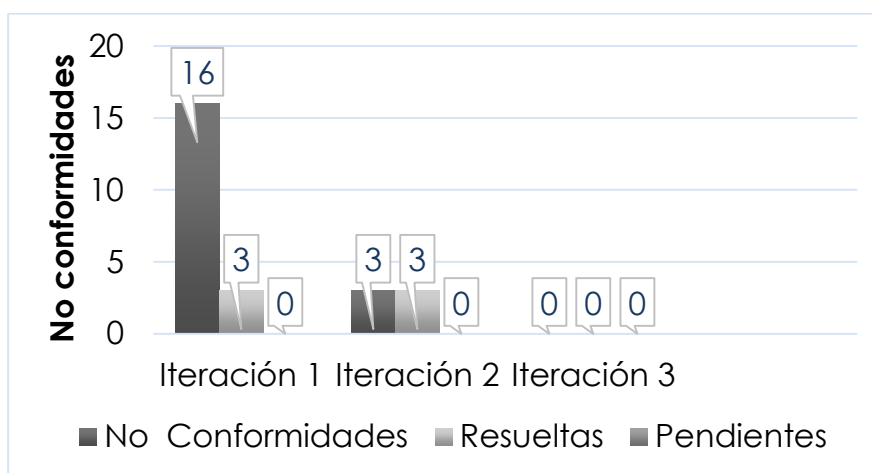 No conformidades
20
15
10
5
0
16
3
0
3
3
0
0
0
0
Iteración 1
Iteración 2
Iteración 3
No Conformidades
Resueltas
Pendientes